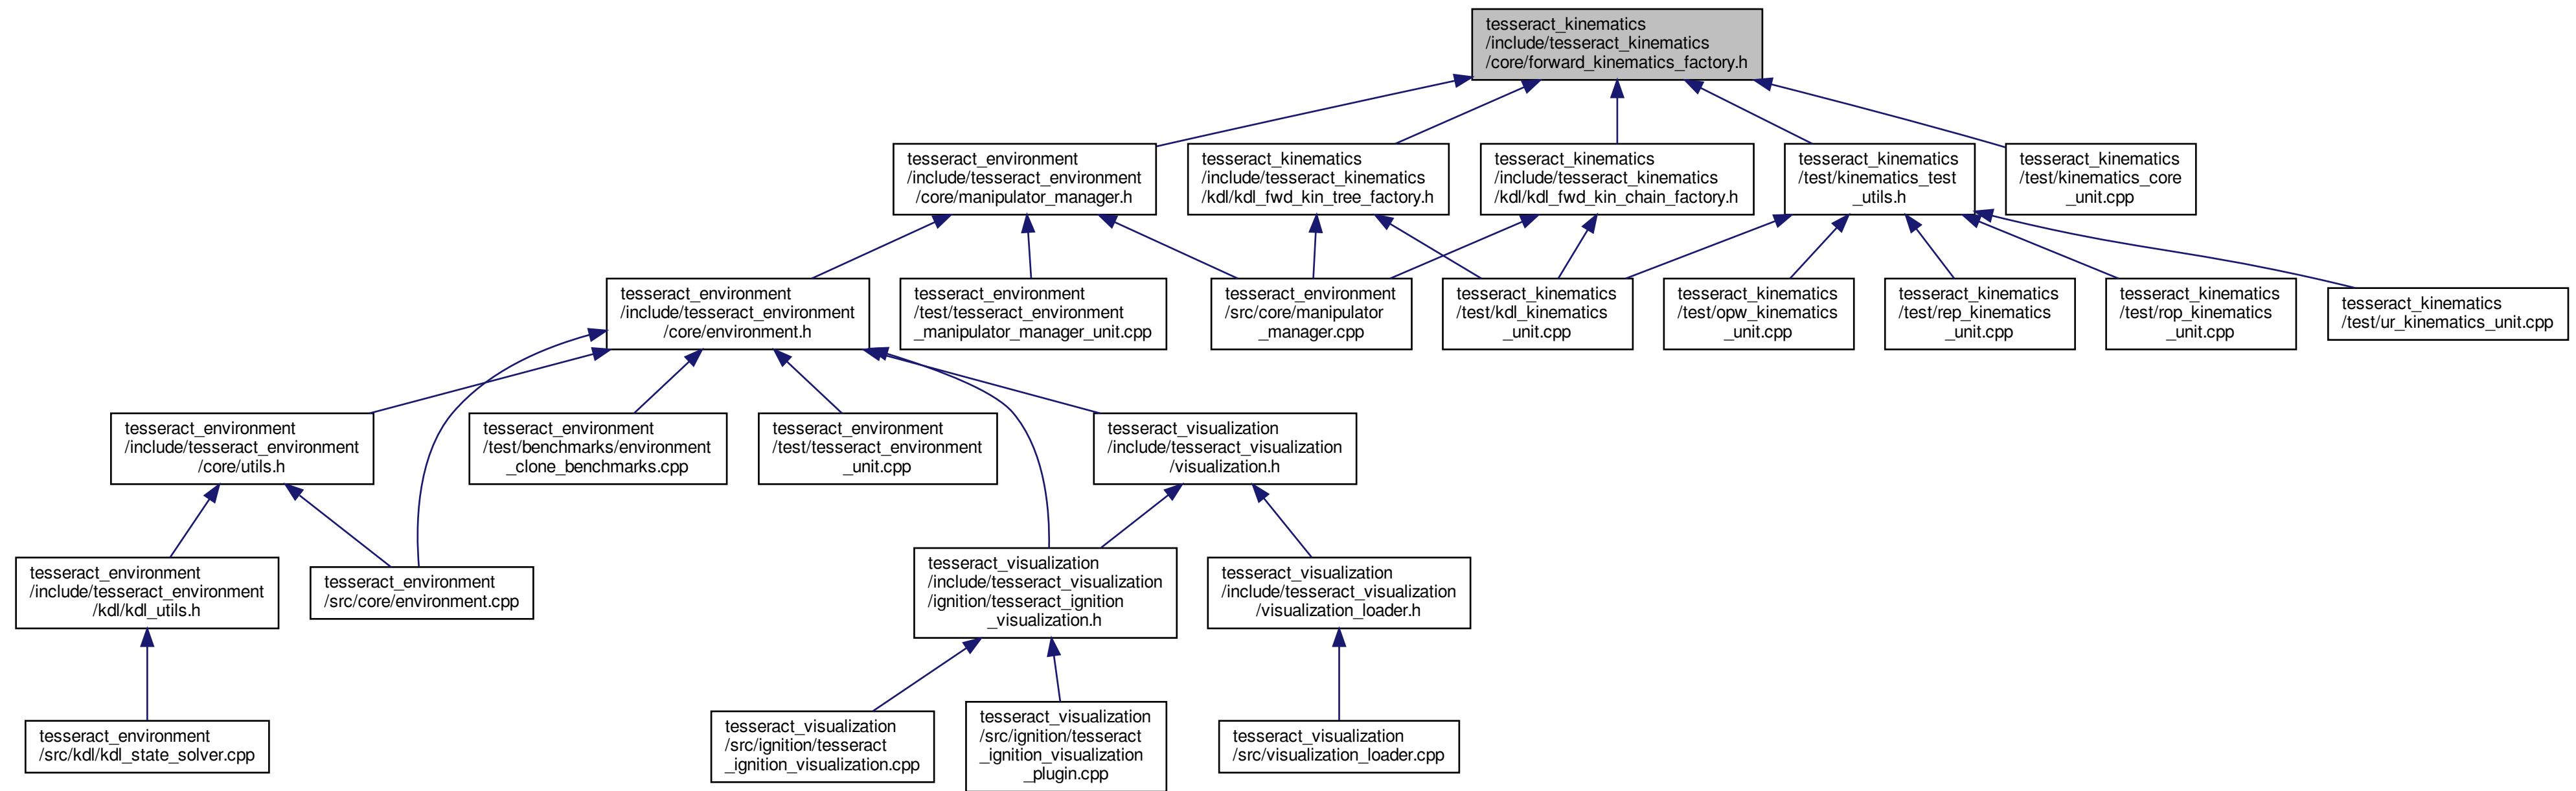 tesseract_kinematics
/include/tesseract_kinematics
/core/forward_kinematics_factory.h
tesseract_environment
/include/tesseract_environment
/core/manipulator_manager.h
tesseract_kinematics
/include/tesseract_kinematics
/kdl/kdl_fwd_kin_tree_factory.h
tesseract_kinematics
/include/tesseract_kinematics
/kdl/kdl_fwd_kin_chain_factory.h
tesseract_kinematics
/test/kinematics_test
_utils.h
tesseract_kinematics
/test/kinematics_core
_unit.cpp
tesseract_environment
/include/tesseract_environment
/core/environment.h
tesseract_environment
/test/tesseract_environment
_manipulator_manager_unit.cpp
tesseract_environment
/src/core/manipulator
_manager.cpp
tesseract_kinematics
/test/kdl_kinematics
_unit.cpp
tesseract_kinematics
/test/opw_kinematics
_unit.cpp
tesseract_kinematics
/test/rep_kinematics
_unit.cpp
tesseract_kinematics
/test/rop_kinematics
_unit.cpp
tesseract_kinematics
/test/ur_kinematics_unit.cpp
tesseract_environment
/include/tesseract_environment
/core/utils.h
tesseract_environment
/test/benchmarks/environment
_clone_benchmarks.cpp
tesseract_environment
/test/tesseract_environment
_unit.cpp
tesseract_visualization
/include/tesseract_visualization
/visualization.h
tesseract_environment
/include/tesseract_environment
/kdl/kdl_utils.h
tesseract_environment
/src/core/environment.cpp
tesseract_visualization
/include/tesseract_visualization
/ignition/tesseract_ignition
_visualization.h
tesseract_visualization
/include/tesseract_visualization
/visualization_loader.h
tesseract_environment
/src/kdl/kdl_state_solver.cpp
tesseract_visualization
/src/ignition/tesseract
_ignition_visualization.cpp
tesseract_visualization
/src/ignition/tesseract
_ignition_visualization
_plugin.cpp
tesseract_visualization
/src/visualization_loader.cpp